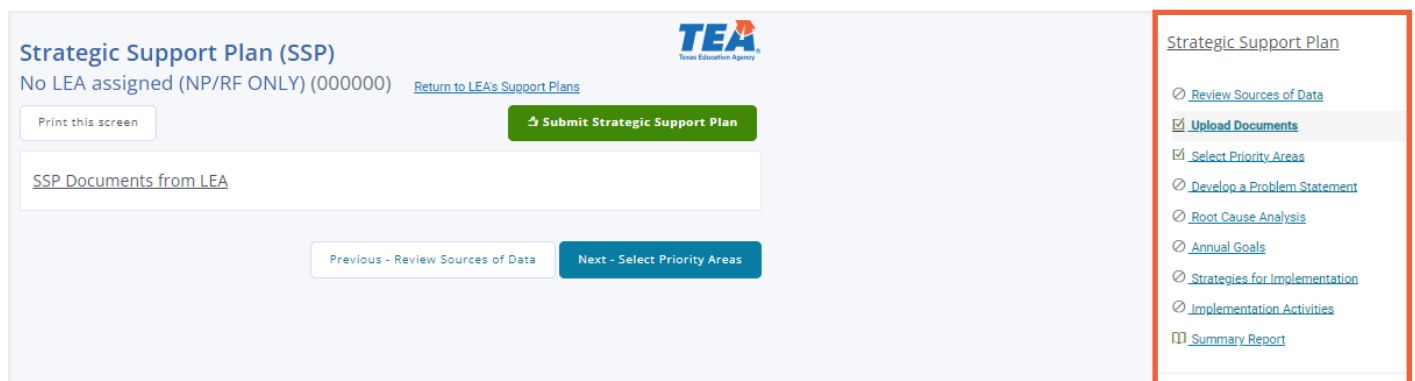 Strategic Support Plan (SSP)
TEA
Texas Education Agency
No LEA assigned (NP/RF ONLY) (000000) Return to LEA's Support Plans
Print this screen
Submit Strategic Support Plan
SSP Documents from LEA
Previous - Review Sources of Data
Next - Select Priority Areas
Strategic Support Plan
Review Sources of Data
Upload Documents
Select Priority Areas
Develop a Problem Statement
Root Cause Analysis
Annual Goals
Strategies for Implementation
Implementation Activities
Summary Report